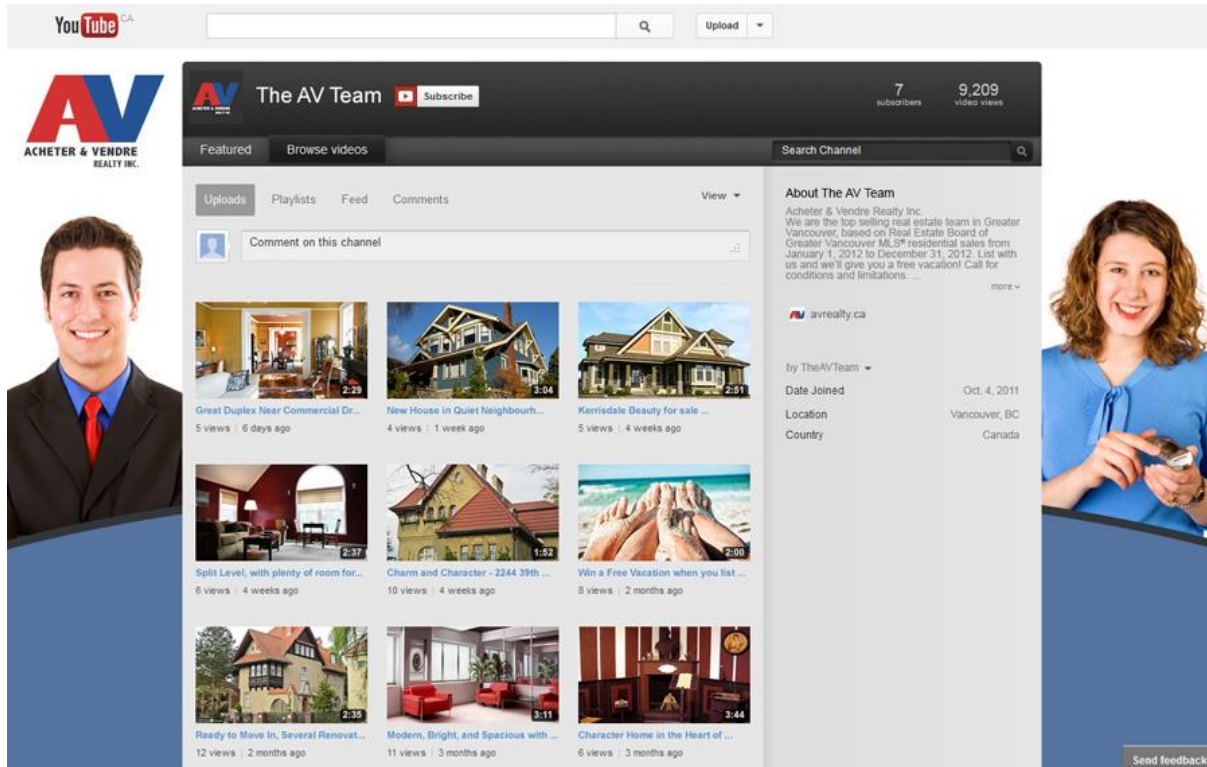 YouTube CA
Upload
AV
ACHETER & VENDRE
REALTY INC.
AV
The AV Team
Subscribe
7
subscribers
9,209
video views
Featured
Browse videos
Search Channel
Uploads
Playlists
Feed
Comments
View
Comment on this channel
2:29
3:04
2:51
Great Duplex Near Commercial Dr...
New House in Quiet Neighbourh...
Kerrisdale Beauty for sale ...
5 views | 6 days ago
4 views | 1 week ago
5 views | 4 weeks ago
2:37
1:52
2:00
Split Level, with plenty of room for...
Charm and Character - 2244 39th ...
Win a Free Vacation when you list ...
6 views | 4 weeks ago
10 views | 4 weeks ago
8 views | 2 months ago
2:35
3:11
3:44
Ready to Move In, Several Renovat...
Modern, Bright, and Spacious with ...
Character Home in the Heart of ...
12 views | 2 months ago
11 views | 3 months ago
6 views | 3 months ago
About The AV Team
Acheter & Vendre Realty Inc.
We are the top selling real estate team in Greater
Vancouver, based on Real Estate Board of
Greater Vancouver MLS® residential sales from
January 1, 2012 to December 31, 2012. List with
us and we'll give you a free vacation! Call for
conditions and limitations. ...
more
AV avrealty.ca
by TheAVTeam
Date Joined Oct. 4, 2011
Location Vancouver, BC
Country Canada
Send feedback